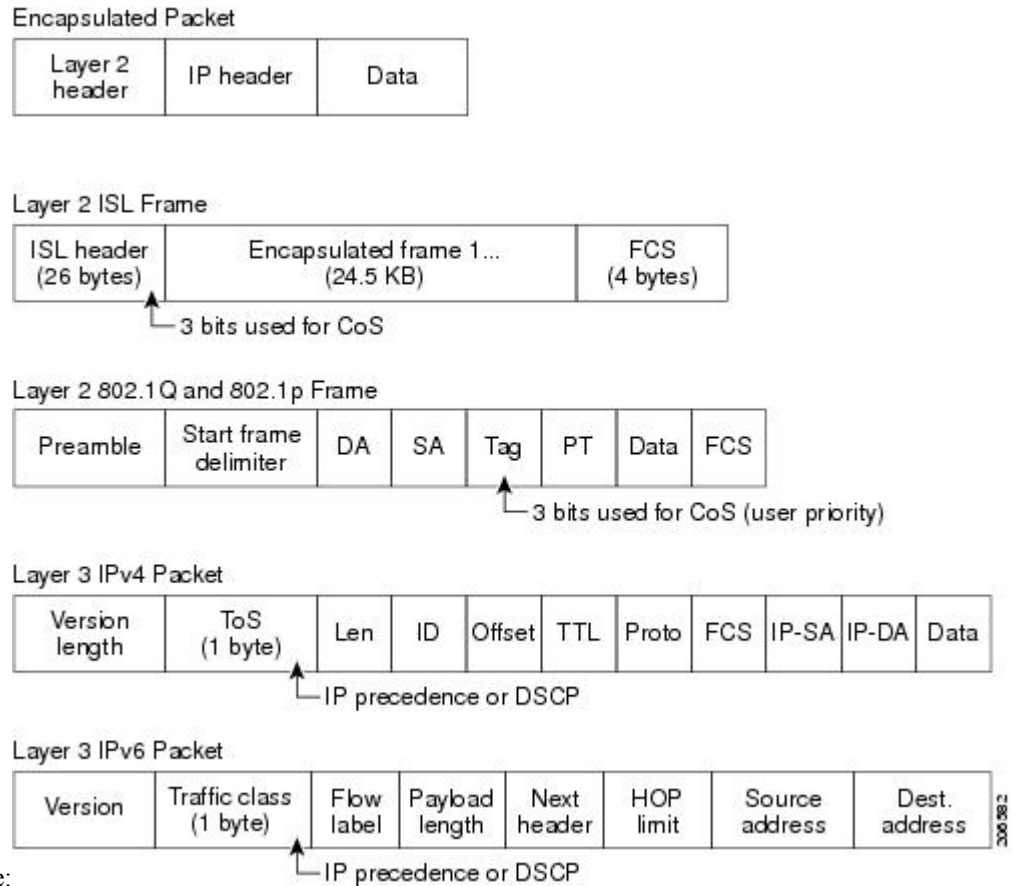 Encapsulated Packet
Layer 2
header
IP header
Data
Layer 2 ISL Frame
ISL header
(26 bytes)
Encapsulated frame 1...
(24.5 KB)
FCS
(4 bytes)
3 bits used for CoS
Layer 2 802.1Q and 802.1p Frame
Preamble
Start frame
delimiter
DA
SA
Tag
PT
Data
FCS
3 bits used for CoS (user priority)
Layer 3 IPv4 Packet
Version
length
ToS
(1 byte)
Len
ID
Offset
TTL
Proto
FCS
IP-SA
IP-DA
Data
IP precedence or DSCP
Layer 3 IPv6 Packet
Version
Traffic class
(1 byte)
Flow
label
Payload
length
Next
header
HOP
limit
Source
address
Dest.
address
IP precedence or DSCP
206582
e: